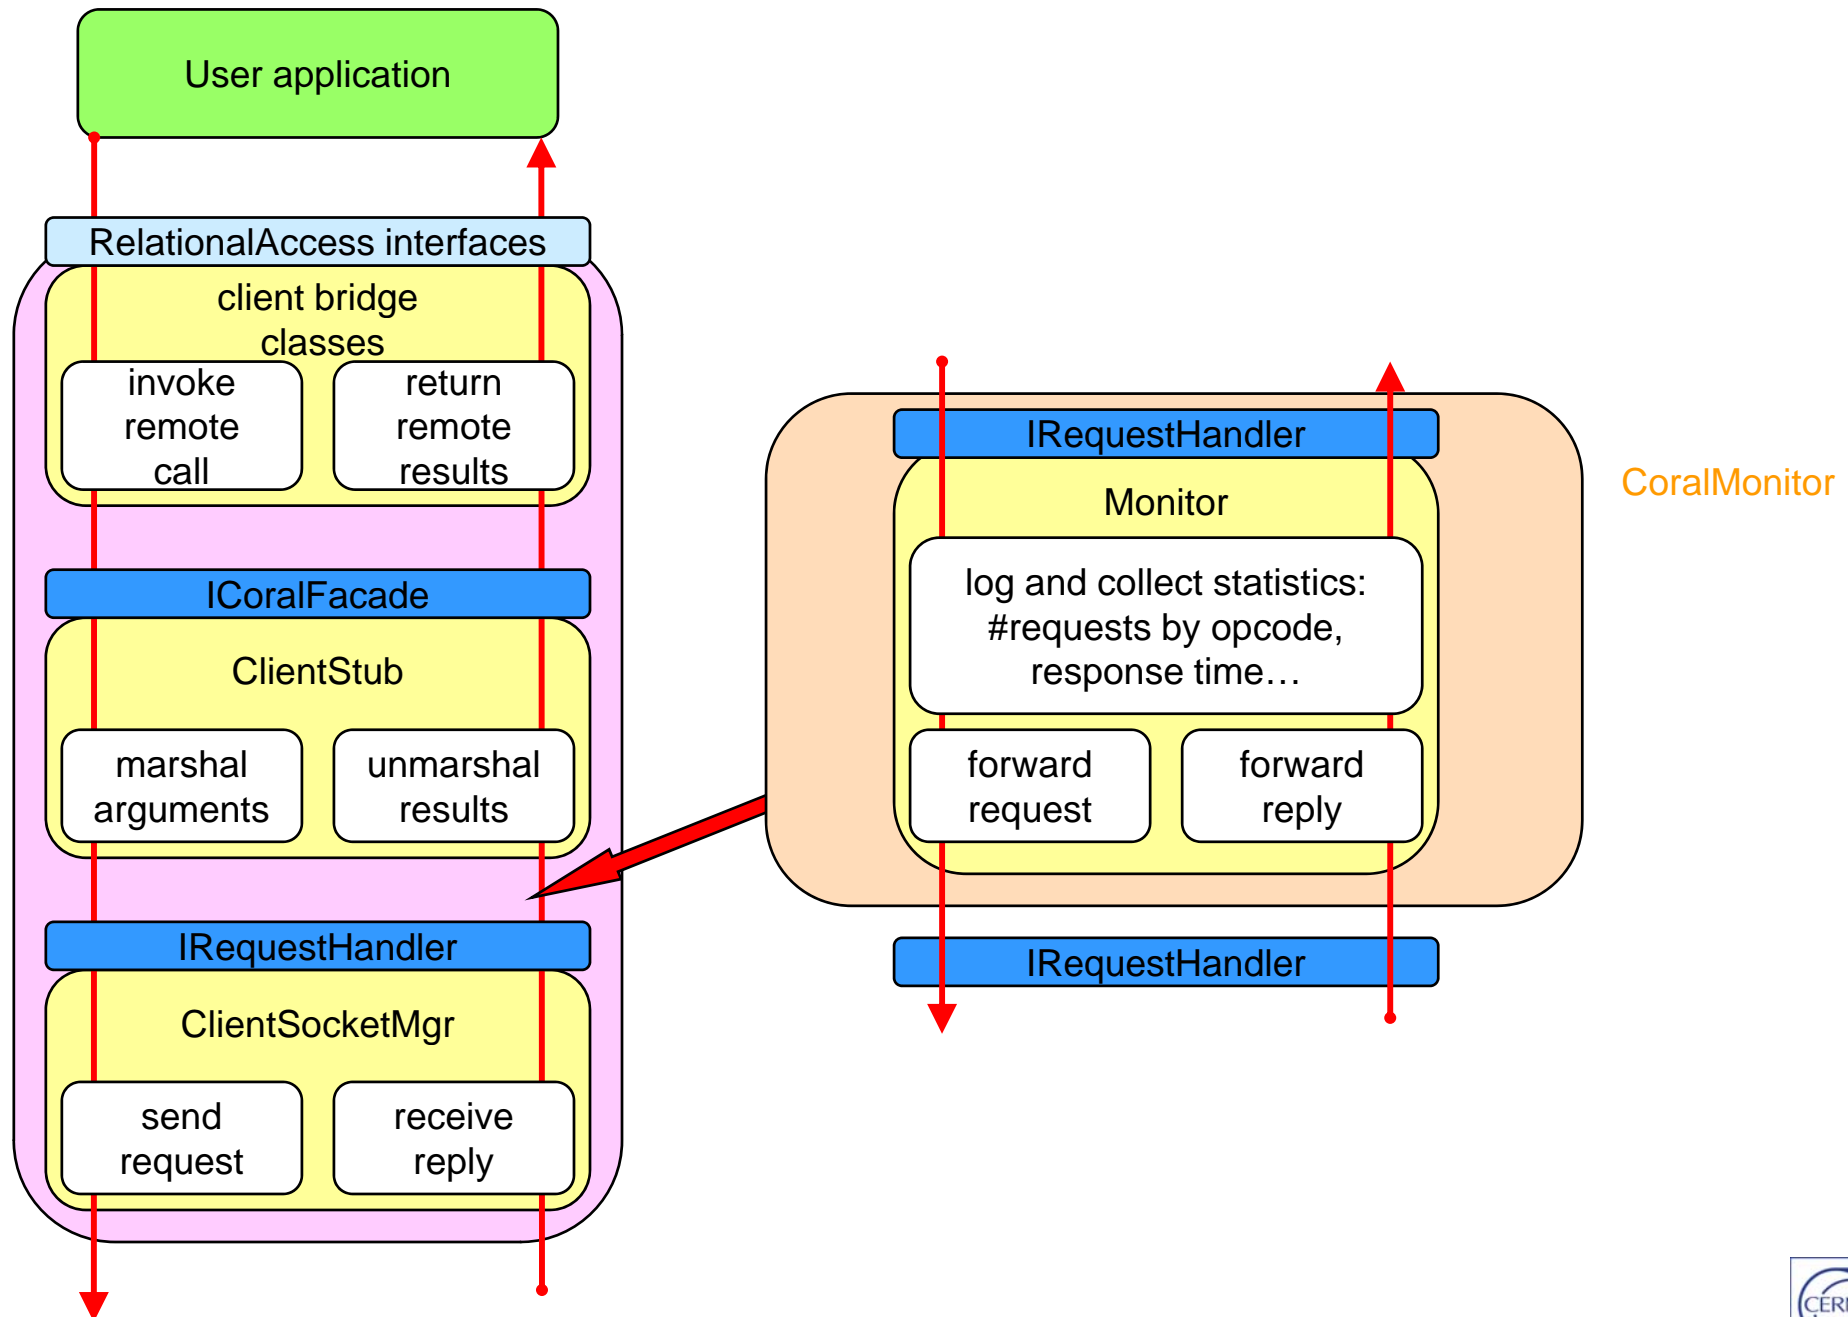 User application
RelationalAccess interfaces
client bridge
classes
invoke
remote
call
return
remote
results
ICoralFacade
ClientStub
marshal
arguments
unmarshal
results
IRequestHandler
ClientSocketMgr
send
request
receive
reply
IRequestHandler
Monitor
log and collect statistics:
#requests by opcode,
response time…
forward
request
forward
reply
IRequestHandler
CoralMonitor